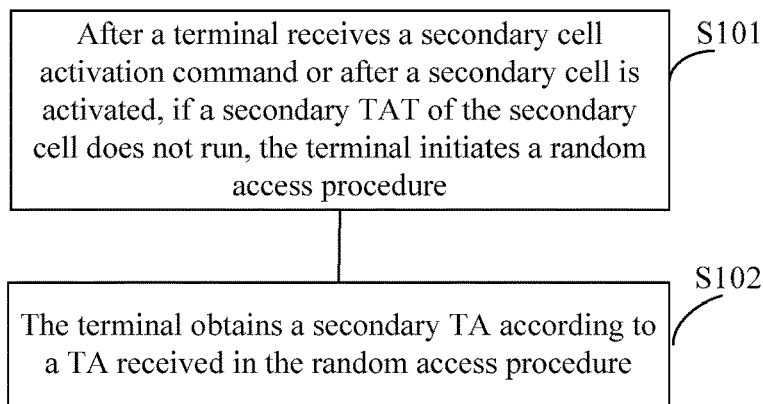 After a terminal receives a secondary cell
S101
activation command or after a secondary cell is
activated, if a secondary TAT of the secondary
cell does not run, the terminal initiates a random
access procedure
S102
The terminal obtains a secondary TA according to
a TA received in the random access procedure